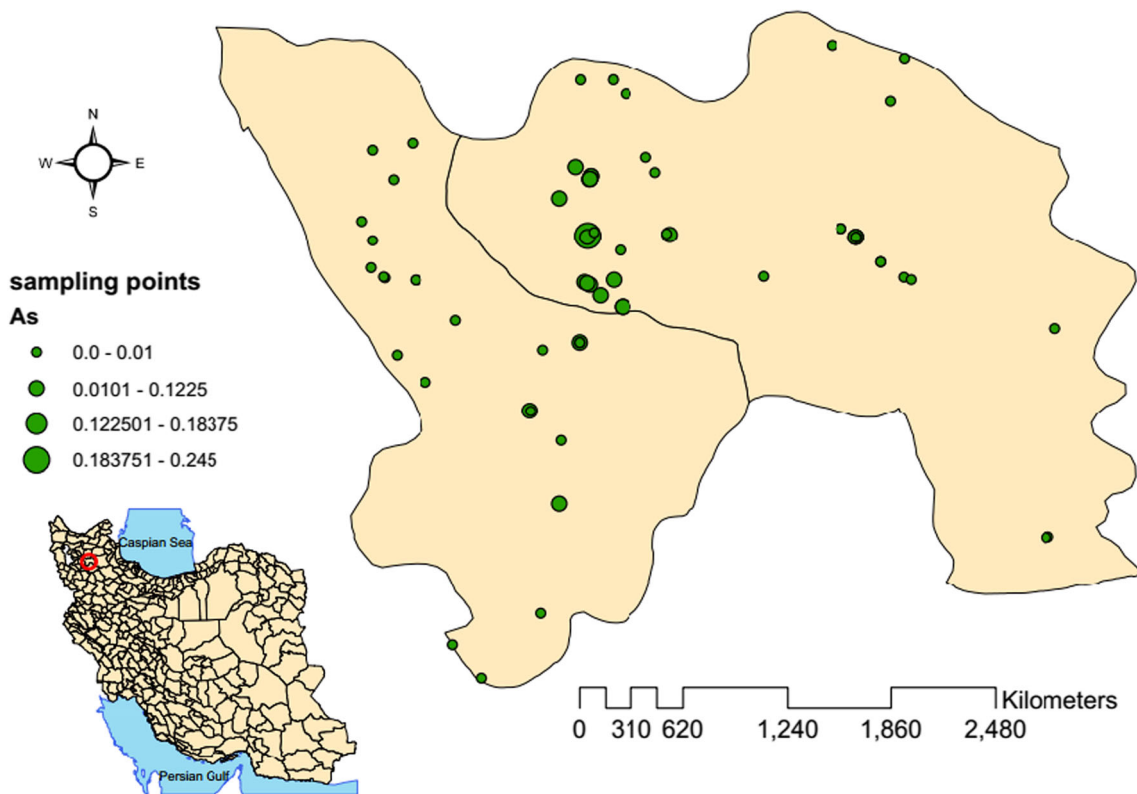 N
W E
S
sampling points
As
0.0 - 0.01
0.0101 - 0.1225
0.122501 - 0.18375
0.183751 - 0.245
Caspian Sea
Persian Gulf
Kilometers
0 310 620 1,240 1,860 2,480